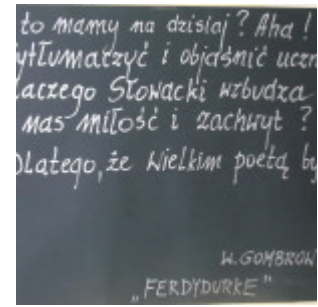 to mamy na dzisiaj? Aha!
ytłumaczyć i objaśnić uczn
laczego Słowacki wzbudza
nas miłość i zachwyt ?
Dlatego, że wielkim poetą by
W. GOMBROW
„FERDYDURKE"